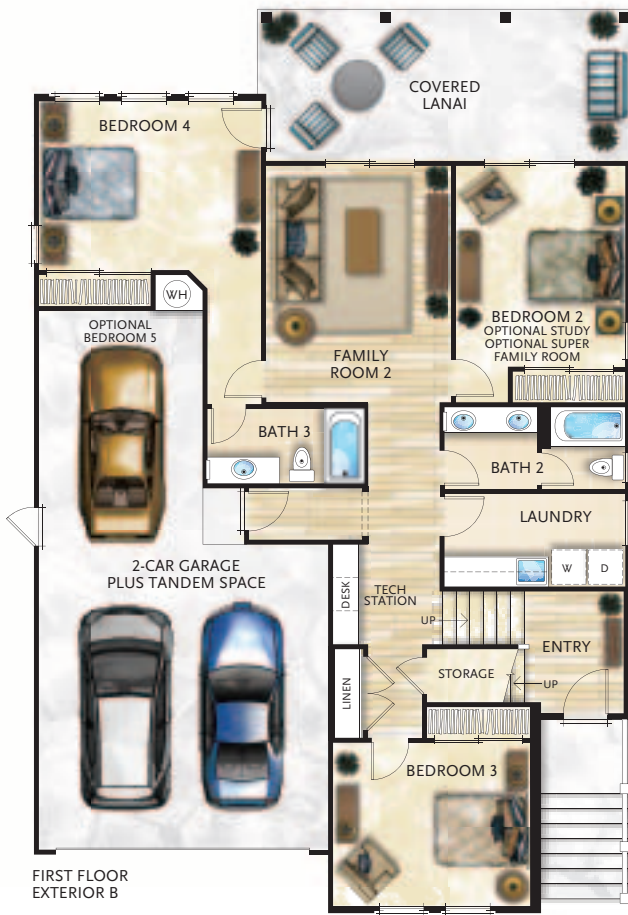 COVERED
LANAI
BEDROOM 4
WH
OPTIONAL
BEDROOM 5
FAMILY
ROOM 2
BEDROOM 2
OPTIONAL STUDY
OPTIONAL SUPER
FAMILY ROOM
BATH 3
BATH 2
LAUNDRY
W
D
2-CAR GARAGE
PLUS TANDEM SPACE
DESK
TECH
STATION
UP
ENTRY
STORAGE
UP
LINEN
BEDROOM 3
FIRST FLOOR
EXTERIOR B